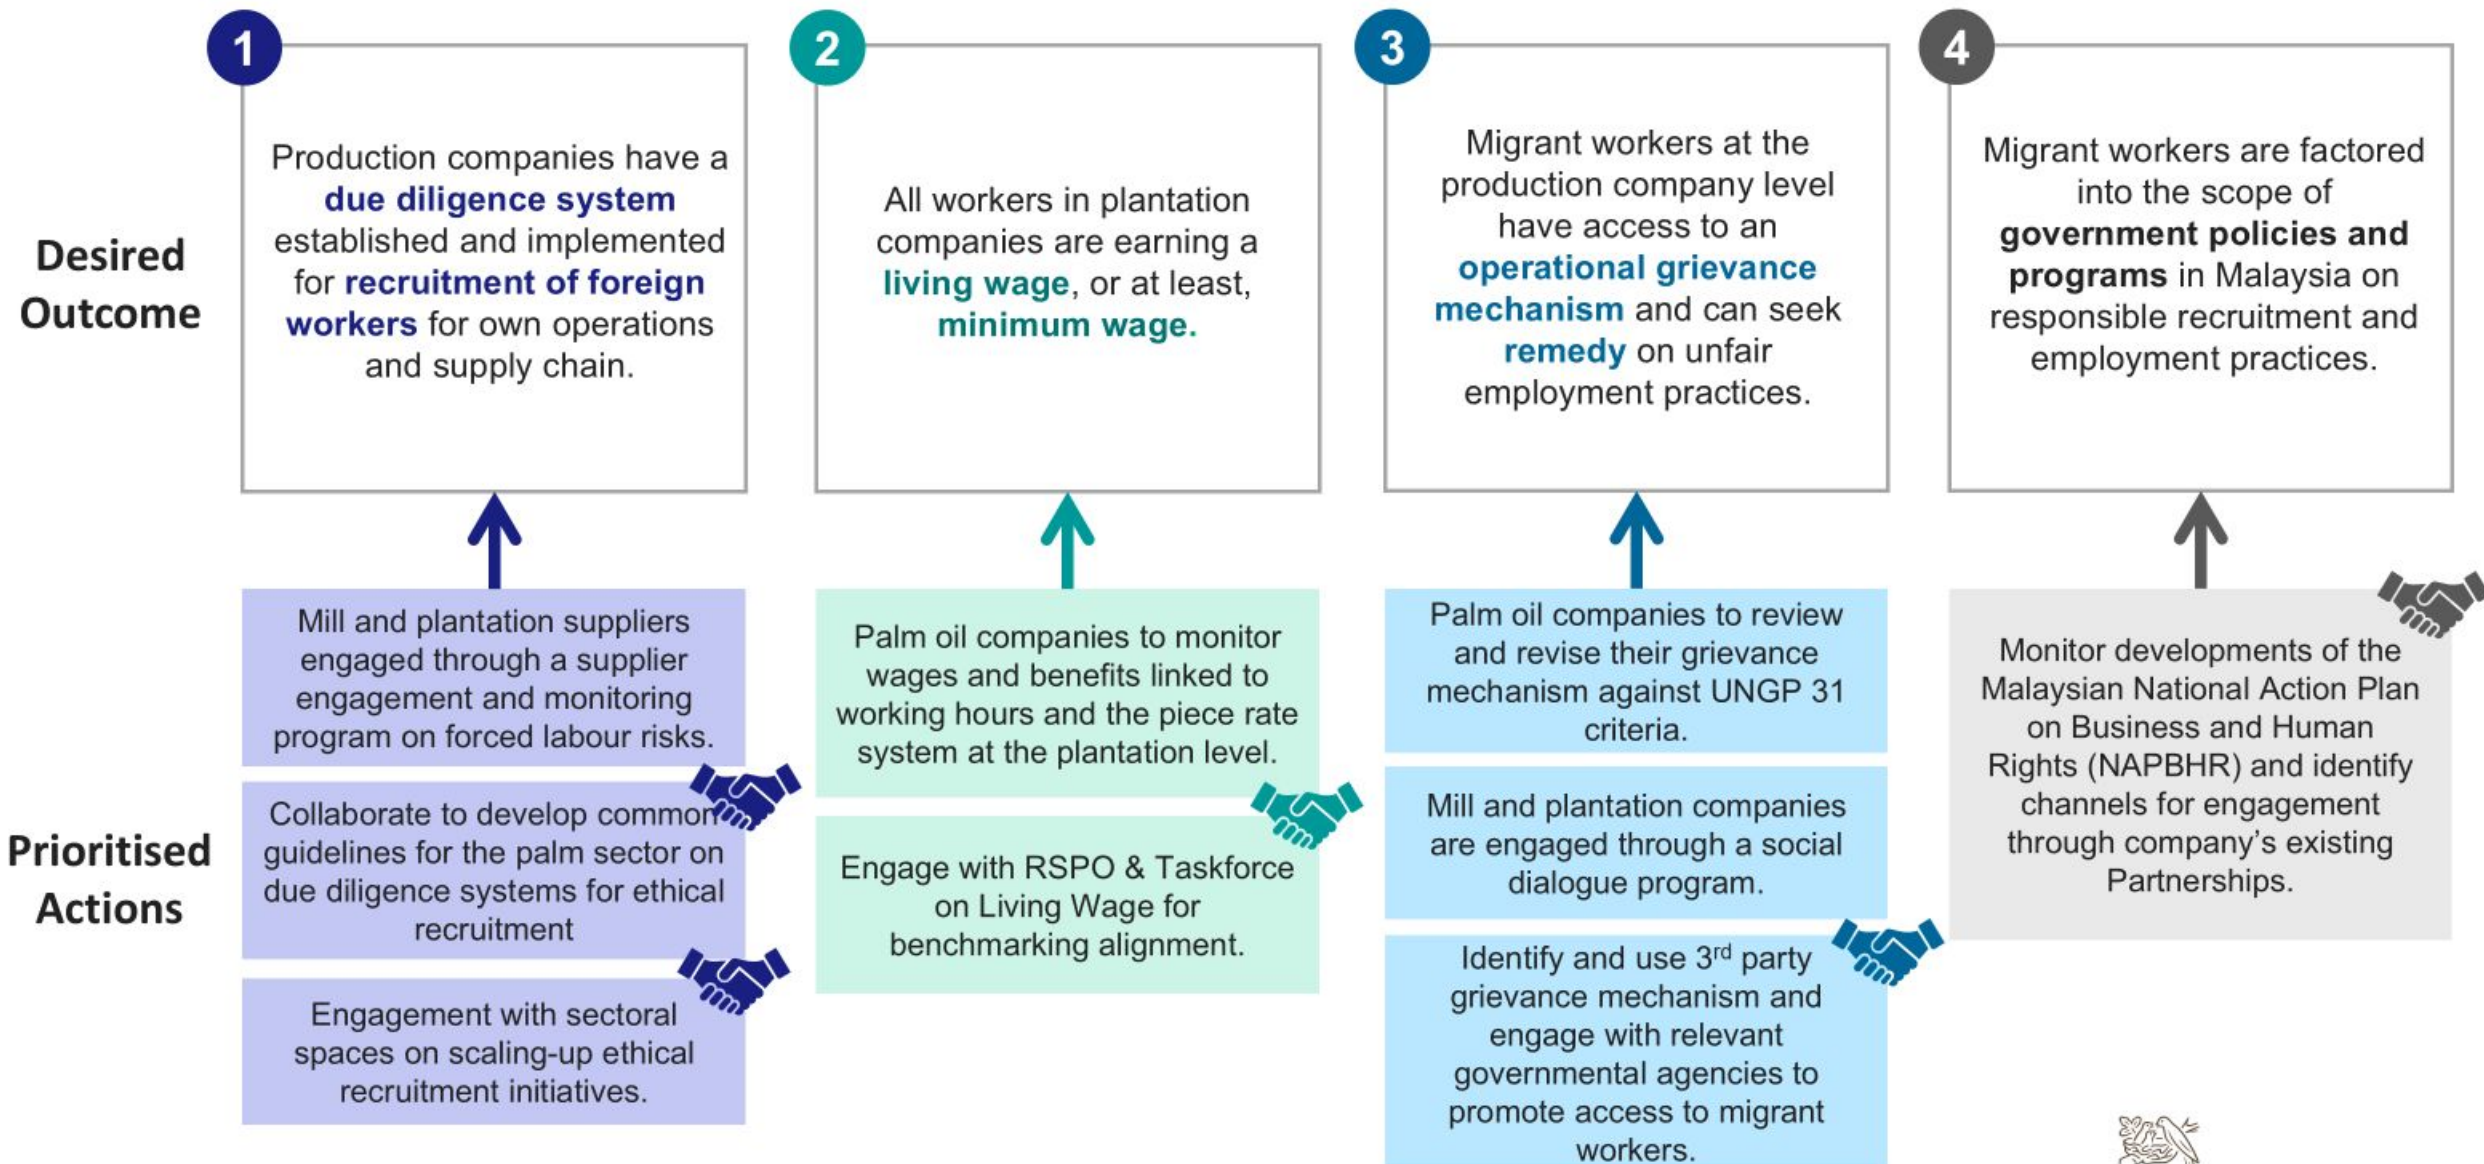 1
Production companies have a
due diligence system
established and implemented
for recruitment of foreign
workers for own operations
and supply chain.
2
All workers in plantation
companies are earning a
living wage, or at least,
minimum wage.
3
Migrant workers at the
production company level
have access to an
operational grievance
mechanism and can seek
remedy on unfair
employment practices.
4
Migrant workers are factored
into the scope of
government policies and
programs in Malaysia on
responsible recruitment and
employment practices.
Desired
Outcome
Prioritised
Actions
Mill and plantation suppliers
engaged through a supplier
engagement and monitoring
program on forced labour risks.
Collaborate to develop common
guidelines for the palm sector on
due diligence systems for ethical
recruitment
Engagement with sectoral
spaces on scaling-up ethical
recruitment initiatives.
Palm oil companies to monitor
wages and benefits linked to
working hours and the piece rate
system at the plantation level.
Engage with RSPO & Taskforce
on Living Wage for
benchmarking alignment.
Palm oil companies to review
and revise their grievance
mechanism against UNGP 31
criteria.
Mill and plantation companies
are engaged through a social
dialogue program.
Identify and use 3rd party
grievance mechanism and
engage with relevant
governmental agencies to
promote access to migrant
workers.
Monitor developments of the
Malaysian National Action Plan
on Business and Human
Rights (NAPBHR) and identify
channels for engagement
through company’s existing
Partnerships.